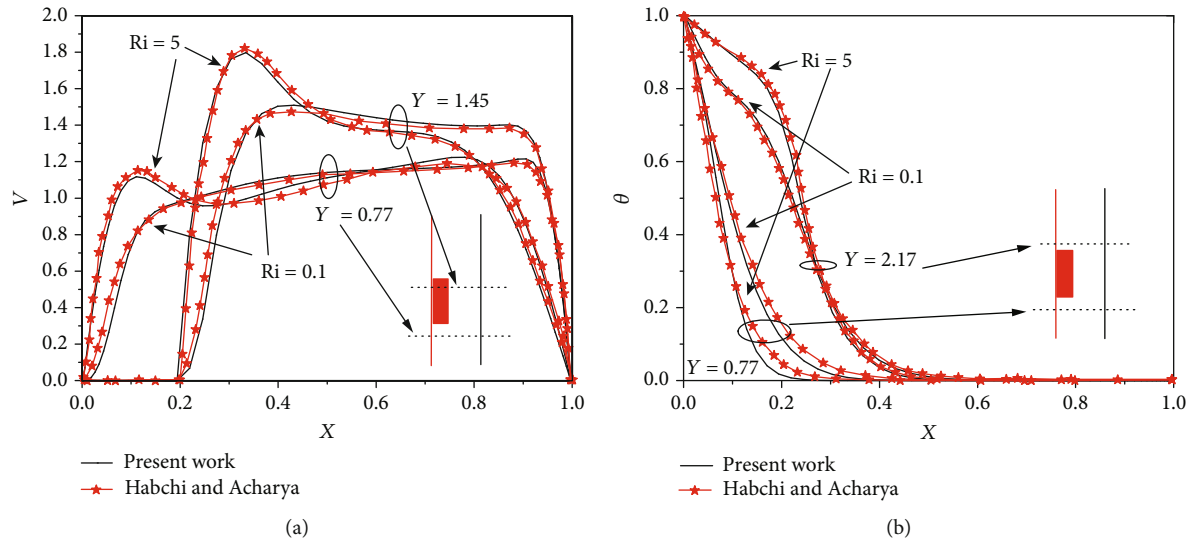 2.0
1.8
1.6
1.4
1.2
1.0
0.8
0.6
0.4
0.2
0.0
V
Ri = 5
Y = 1.45
Y = 0.77
Ri = 0.1
0.0 0.2 0.4 0.6 0.8 1.0
X
Present work
Habchi and Acharya
(a)
1.0
0.8
0.6
0.4
0.2
0.0
θ
Ri = 5
Ri = 0.1
Y = 2.17
Y = 0.77
0.0 0.2 0.4 0.6 0.8 1.0
X
Present work
Habchi and Acharya
(b)